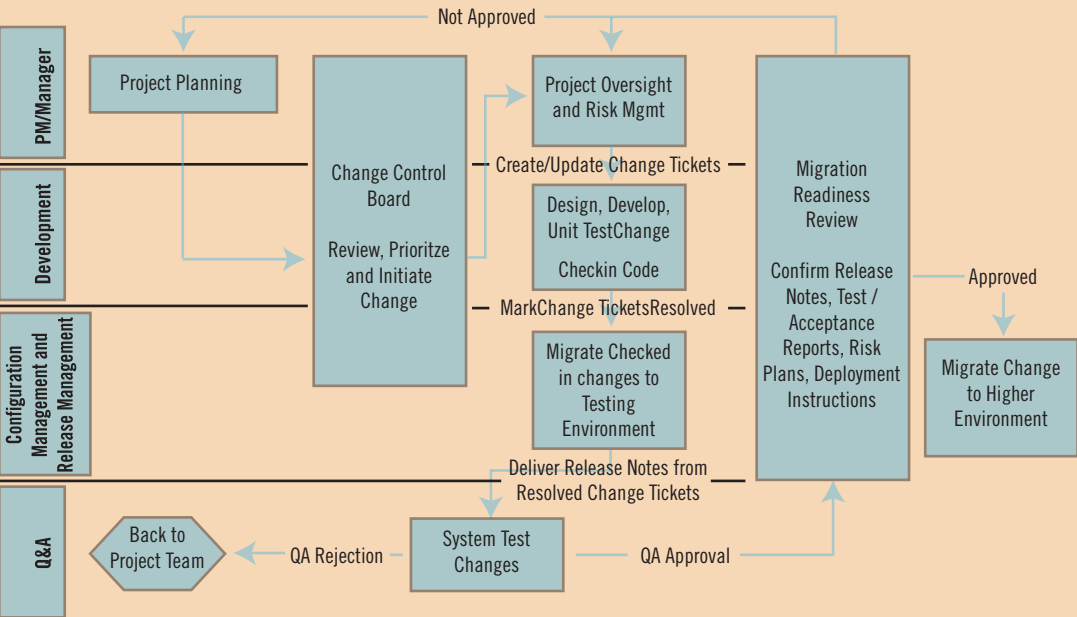 Not Approved
PM/Manager
Project Planning
Project Oversight
and Risk Mgmt
Create/Update Change Tickets
Development
Change Control
Board
Review, Prioritze
and Initiate
Change
Design, Develop,
Unit TestChange
Checkin Code
MarkChange TicketsResolved
Migration
Readiness
Review
Confirm Release
Notes, Test /
Acceptance
Reports, Risk
Plans, Deployment
Instructions
Approved
Configuration
Management and
Release Management
Migrate Checked
in changes to
Testing
Environment
Migrate Change
to Higher
Environment
Deliver Release Notes from
Resolved Change Tickets
Q&A
Back to
Project Team
QA Rejection
System Test
Changes
QA Approval